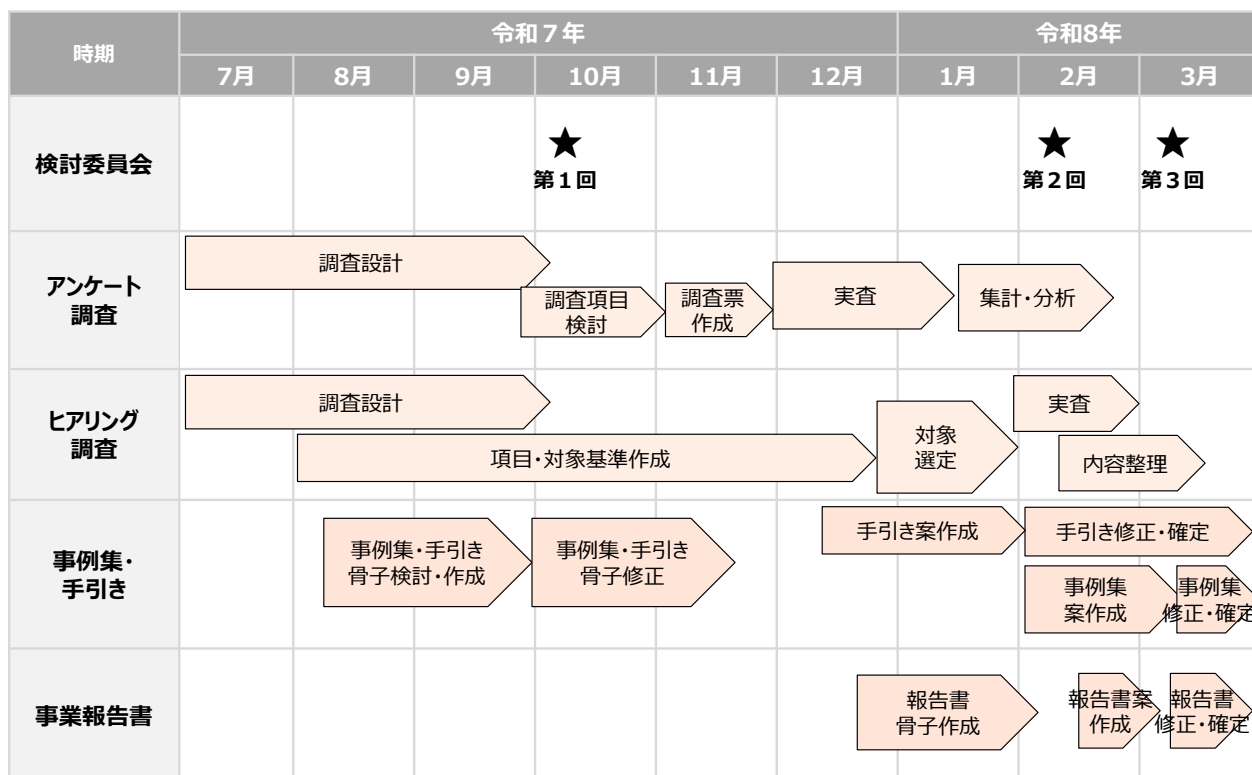 時期
令和７年
令和8年
7月
8月
9月
10月
11月
12月
1月
2月
3月
検討委員会
★
★
★
第１回
第２回
第３回
アンケート
調査
調査設計
調査項目
検討
調査票
作成
実査
集計・分析
ヒアリング
調査
調査設計
項目・対象基準作成
対象
選定
実査
内容整理
事例集・
手引き
事例集・手引き
骨子検討・作成
事例集・手引き
骨子修正
手引き案作成
手引き修正・確定
事例集
案作成
事例集
修正・確定
事業報告書
報告書
骨子作成
報告書案
作成
報告書
修正・確定